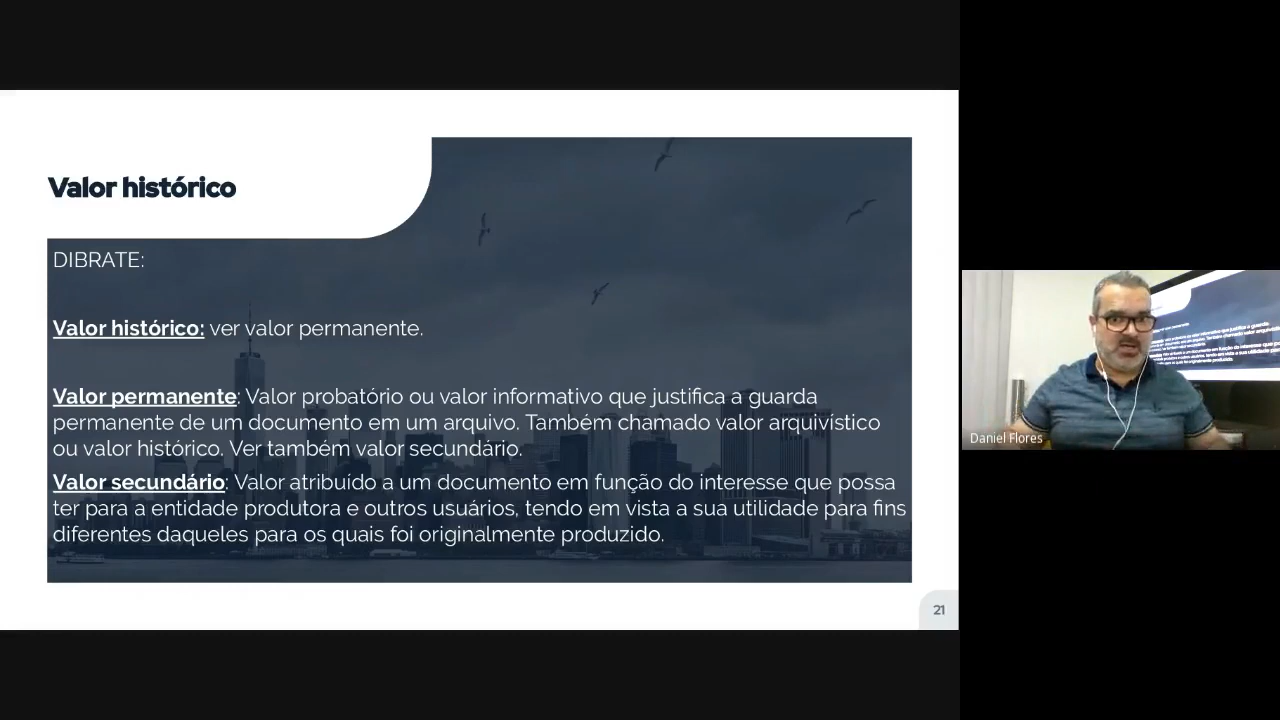 Valor histórico
DIBRATE:
Valor histórico: ver valor permanente.
Valor permanente: Valor probatório ou valor informativo que justifica a guarda
permanente de um documento em um arquivo. Também chamado valor arquivístico
ou valor histórico. Ver também valor secundário.
Valor secundário: Valor atribuído a um documento em função do interesse que possa
ter para a entidade produtora e outros usuários, tendo em vista a sua utilidade para fins
diferentes daqueles para os quais foi originalmente produzido.
21
Daniel Flores